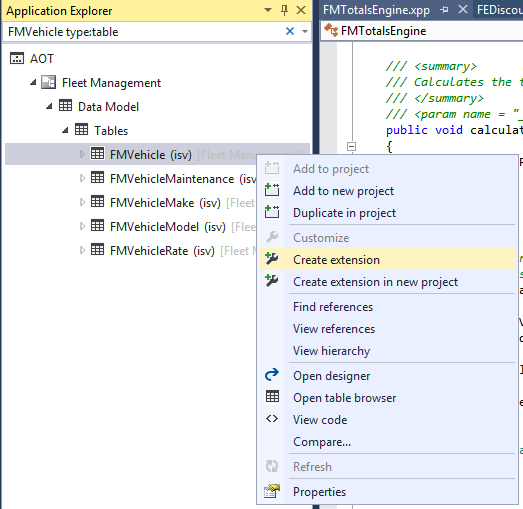 Application Explorer
FMVehicle type:table
AOT
Fleet Management
Data Model
Tables
FMVehicle (isv) [Fleet Management]
FMVehicleMaintenance (isv
FMVehicleMake (isv) [Fleet
FMVehicleModel (isv) [Fleet
FMVehicleRate (isv) [Fleet
FMTotalsEngine.xpp
FEDiscou
FMTotalsEngine
/// <summary>
/// Calculates the t
/// </summary>
/// <param name = "_
public void calculat
{
Add to project
Add to new project
Duplicate in project
Customize
Create extension
Create extension in new project
Find references
View references
View hierarchy
Open designer
Open table browser
View code
Compare...
Refresh
Properties